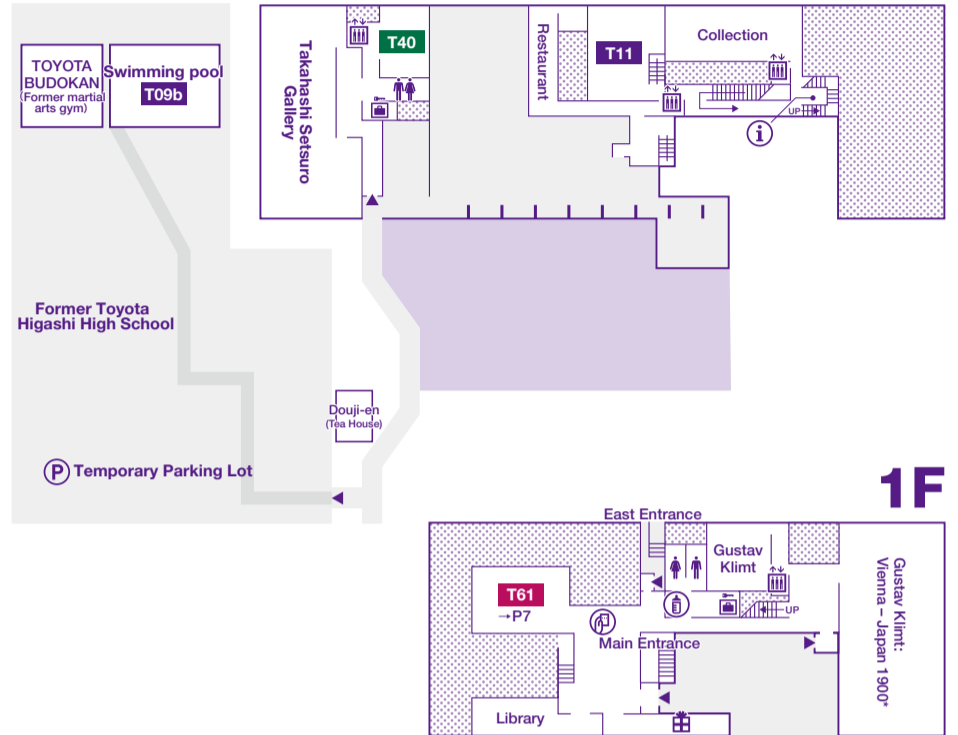 TOYOTA
BUDOKAN
(Former martial
arts gym)
Swimming pool
T09b
Takahashi Setsuro
Gallery
T40
Restaurant
T11
Collection
UP
i
Former Toyota
Higashi High School
Douji-en
(Tea House)
P Temporary Parking Lot
1F
East Entrance
Gustav
Klimt
T61
→P7
UP
Main Entrance
Library
Gustav Klimt:
Vienna – Japan 1900*